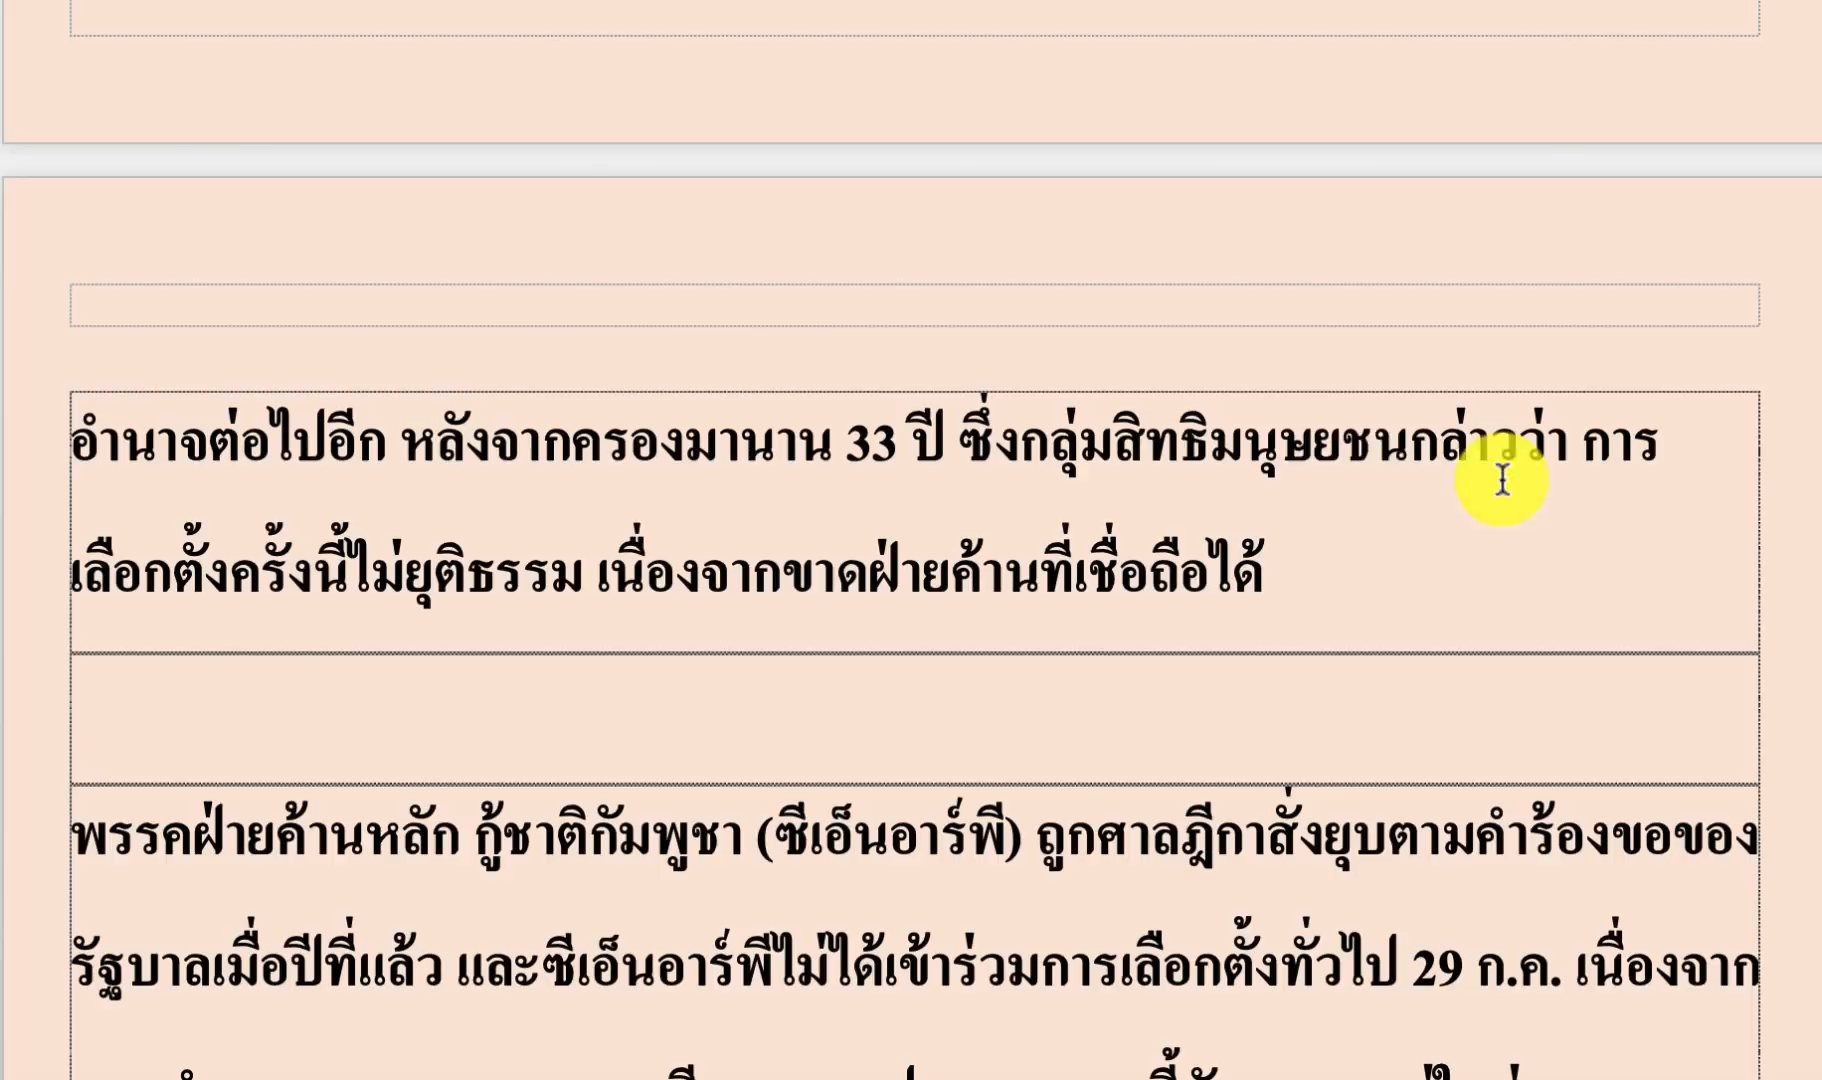 อำนาจต่อไปอีก หลังจากครองมานาน 33 ปี ซึ่งกลุ่มสิทธิมนุษยชนกล่าวว่า การ
เลือกตั้งครั้งนี้ไม่ยุติธรรม เนื่องจากขาดฝ่ายค้านที่เชื่อถือได้
พรรคฝ่ายค้านหลัก กู้ชาติกัมพูชา (ซีเอ็นอาร์พี) ถูกศาลฎีกาสั่งยุบตามคำร้องขอของ
รัฐบาลเมื่อปีที่แล้ว และซีเอ็นอาร์พีไม่ได้เข้าร่วมการเลือกตั้งทั่วไป 29 ก.ค. เนื่องจาก